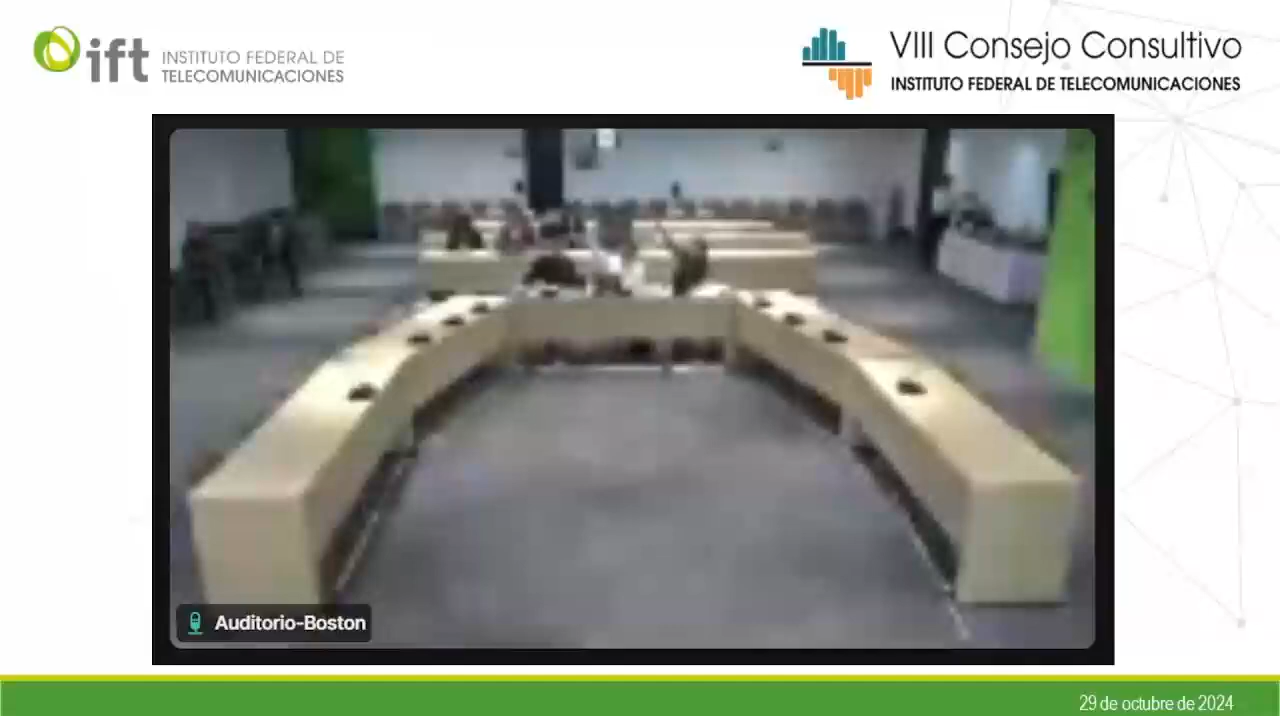 ift INSTITUTO FEDERAL DE
TELECOMUNICACIONES
VIII Consejo Consultivo
INSTITUTO FEDERAL DE TELECOMUNICACIONES
Auditorio-Boston
29 de octubre de 2024